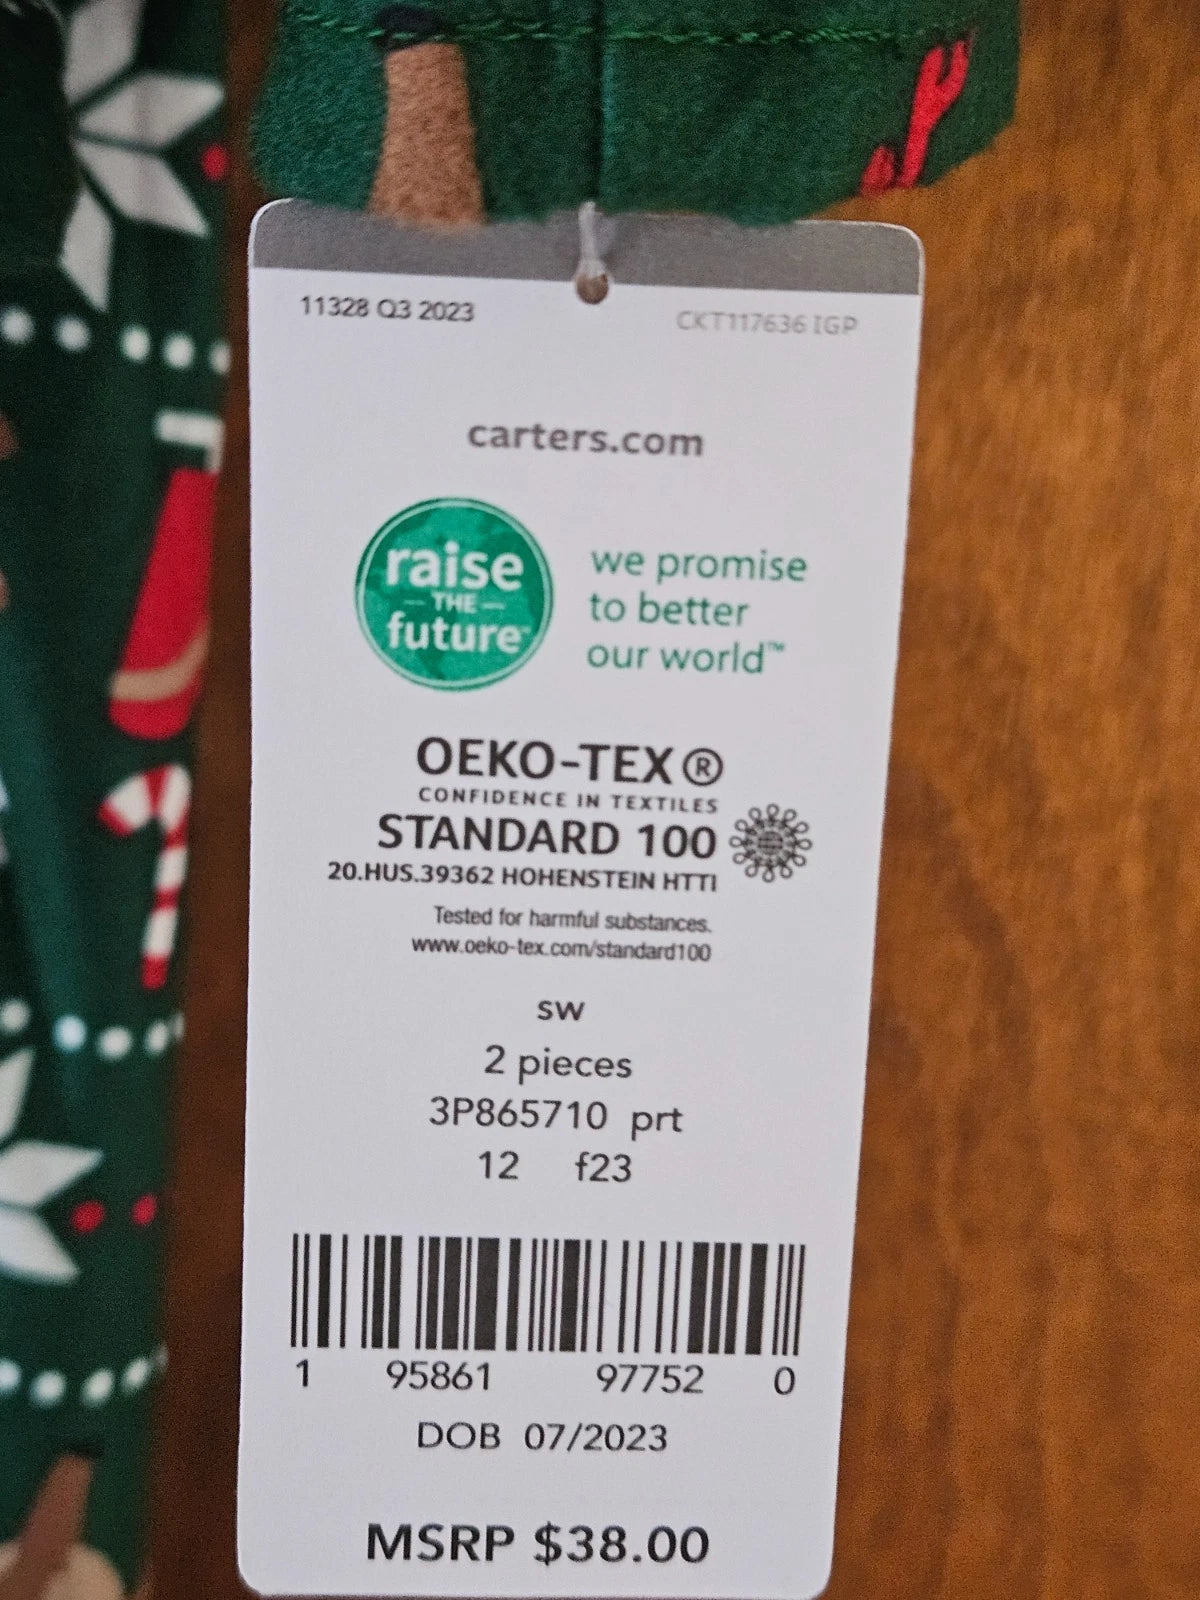 11328 Q3 2023
CKT117636 IGP
carters.com
raise
THE
future™
we promise
to better
our world™
OEKO-TEX®
CONFIDENCE IN TEXTILES
STANDARD 100
20.HUS.39362 HOHENSTEIN HTTI
Tested for harmful substances.
www.oeko-tex.com/standard100
sw
2 pieces
3P865710 prt
12 f23
1 95861 97752 0
DOB 07/2023
MSRP $38.00